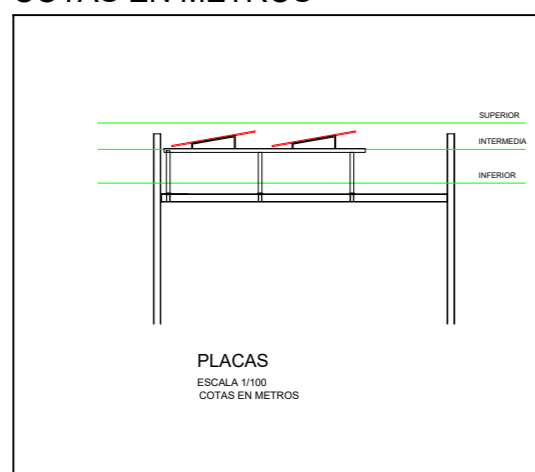 COTAS EN METROS
SUPERIOR
INTERMEDIA
INFERIOR
PLACAS
ESCALA 1/100
COTAS EN METROS